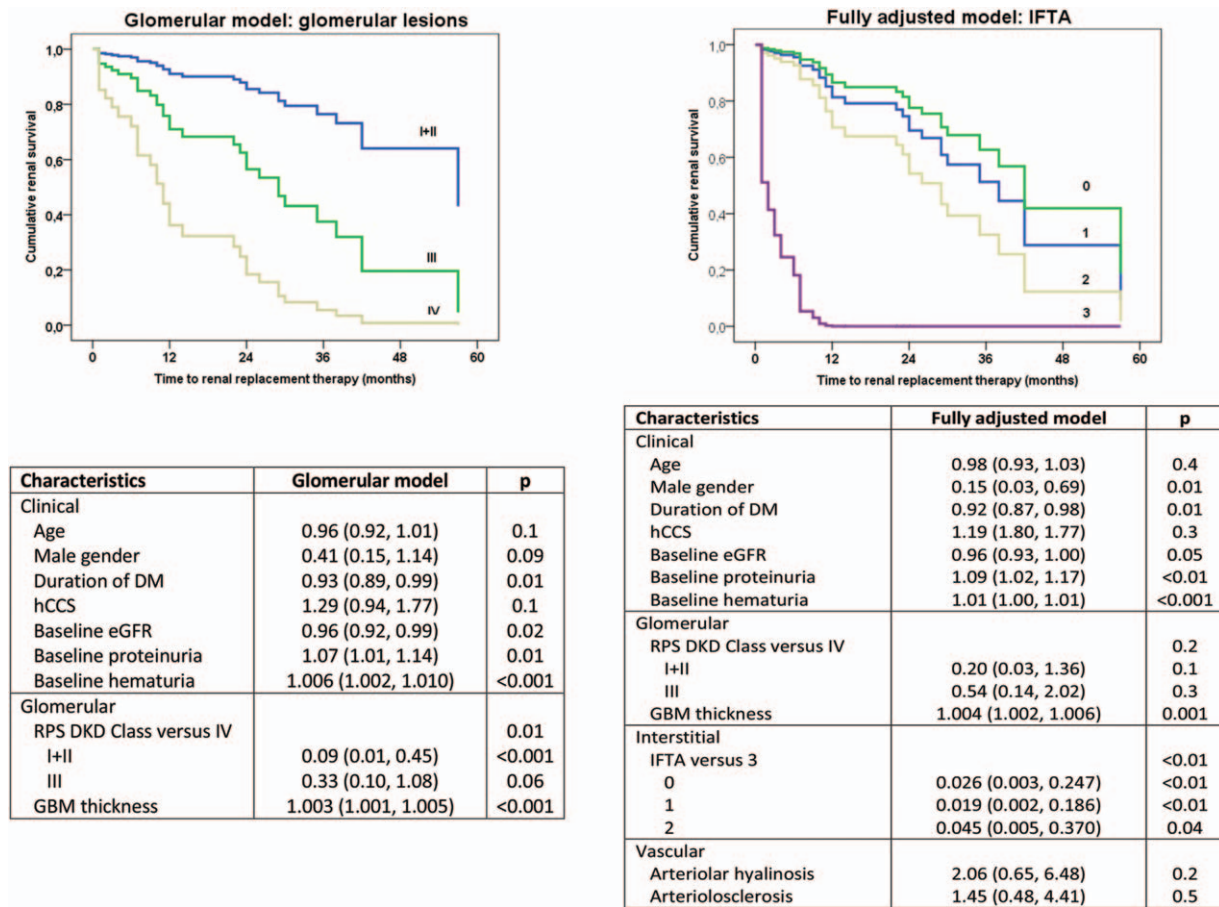 Glomerular model: glomerular lesions
Cumulative renal survival
1,0
0,8
0,6
0,4
0,2
0,0
I+II
III
IV
0 12 24 36 48 60
Time to renal replacement therapy (months)
Characteristics Glomerular model p
Clinical
Age 0.96 (0.92, 1.01) 0.1
Male gender 0.41 (0.15, 1.14) 0.09
Duration of DM 0.93 (0.89, 0.99) 0.01
hCCS 1.29 (0.94, 1.77) 0.1
Baseline eGFR 0.96 (0.92, 0.99) 0.02
Baseline proteinuria 1.07 (1.01, 1.14) 0.01
Baseline hematuria 1.006 (1.002, 1.010) <0.001
Glomerular
RPS DKD Class versus IV 0.01
I+II 0.09 (0.01, 0.45) <0.001
III 0.33 (0.10, 1.08) 0.06
GBM thickness 1.003 (1.001, 1.005) <0.001
Fully adjusted model: IFTA
Cumulative renal survival
1,0
0,8
0,6
0,4
0,2
0,0
0
1
2
3
0 12 24 36 48 60
Time to renal replacement therapy (months)
Characteristics Fully adjusted model p
Clinical
Age 0.98 (0.93, 1.03) 0.4
Male gender 0.15 (0.03, 0.69) 0.01
Duration of DM 0.92 (0.87, 0.98) 0.01
hCCS 1.19 (1.80, 1.77) 0.3
Baseline eGFR 0.96 (0.93, 1.00) 0.05
Baseline proteinuria 1.09 (1.02, 1.17) <0.01
Baseline hematuria 1.01 (1.00, 1.01) <0.001
Glomerular
RPS DKD Class versus IV 0.2
I+II 0.20 (0.03, 1.36) 0.1
III 0.54 (0.14, 2.02) 0.3
GBM thickness 1.004 (1.002, 1.006) 0.001
Interstitial
IFTA versus 3 <0.01
0 0.026 (0.003, 0.247) <0.01
1 0.019 (0.002, 0.186) <0.01
2 0.045 (0.005, 0.370) 0.04
Vascular
Arteriolar hyalinosis 2.06 (0.65, 6.48) 0.2
Arteriolosclerosis 1.45 (0.48, 4.41) 0.5